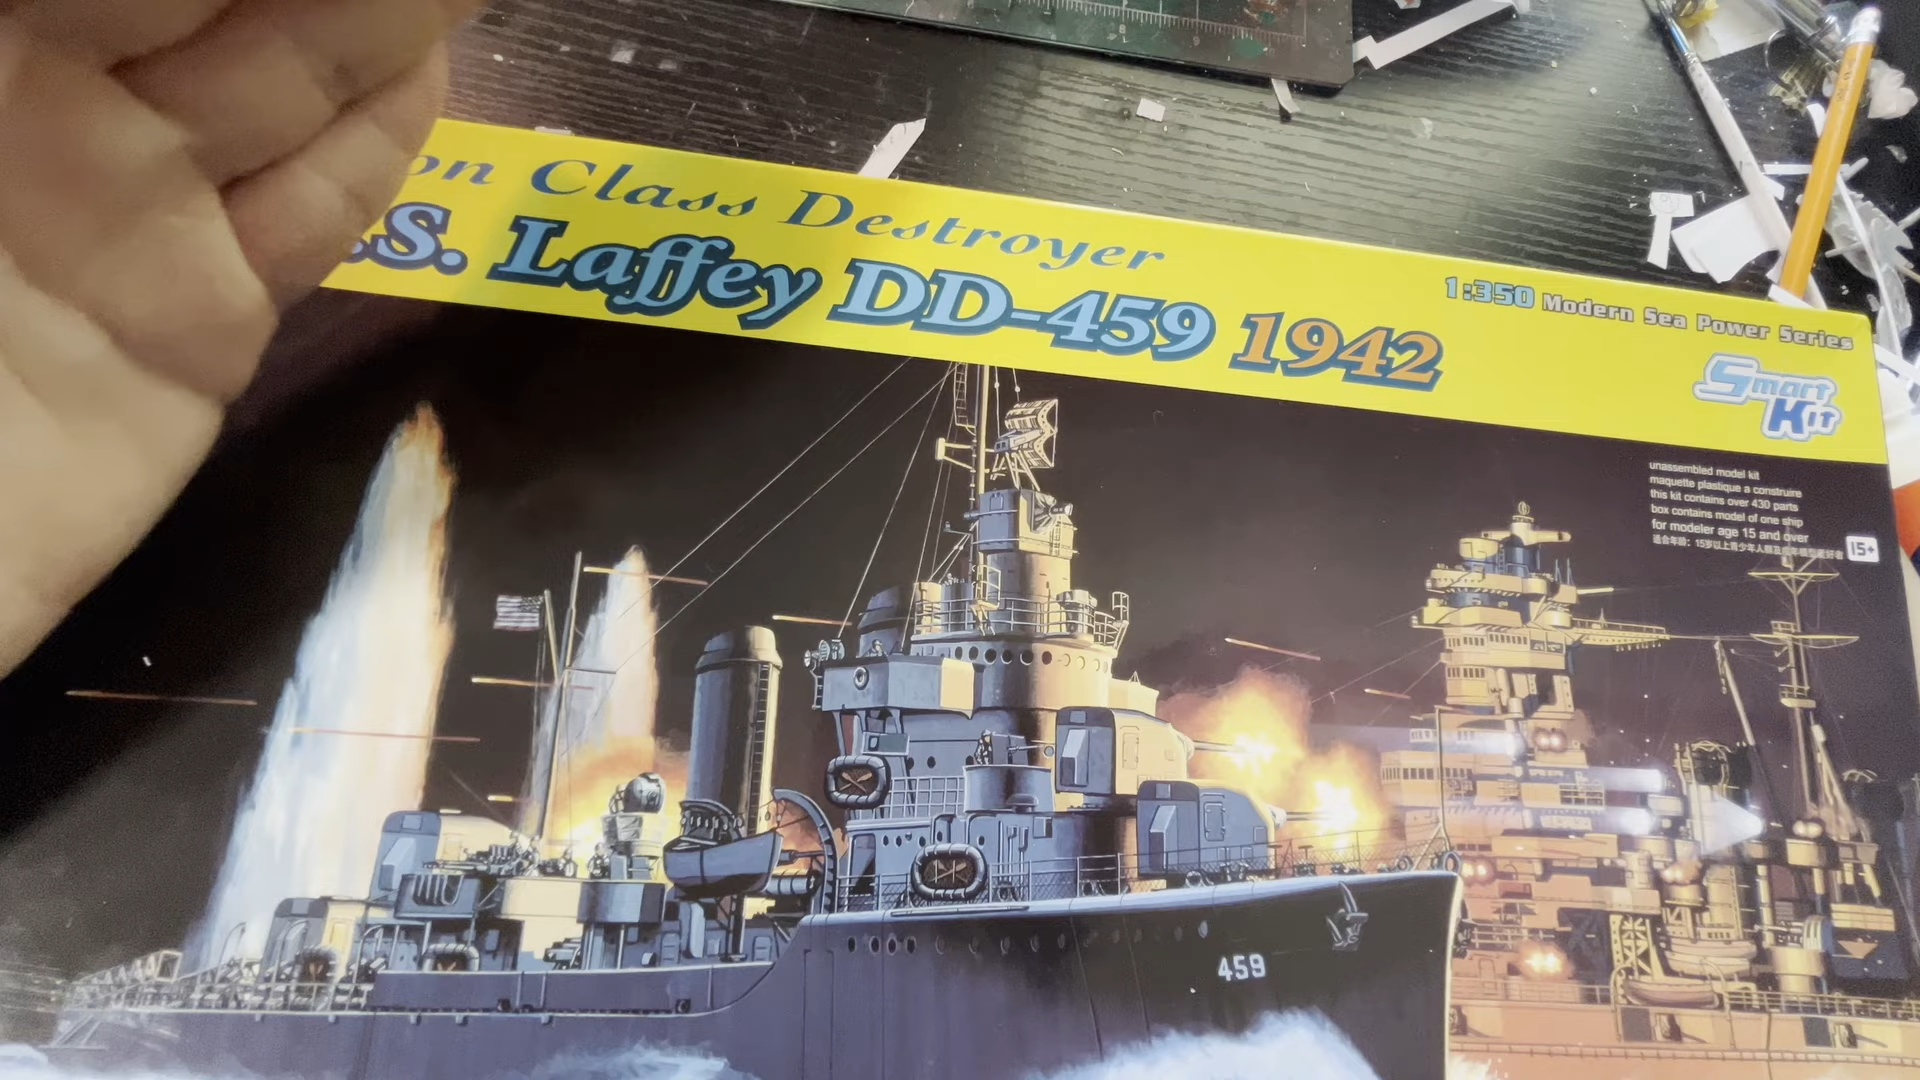 on Class Destroyer
.S. Laffey DD-459 1942
1:350 Modern Sea Power Series
Smart Kit
unassembled model kit
maquette plastique a construire
this kit contains over 430 parts
box contains model of one ship
for modeler age 15 and over
15+
459